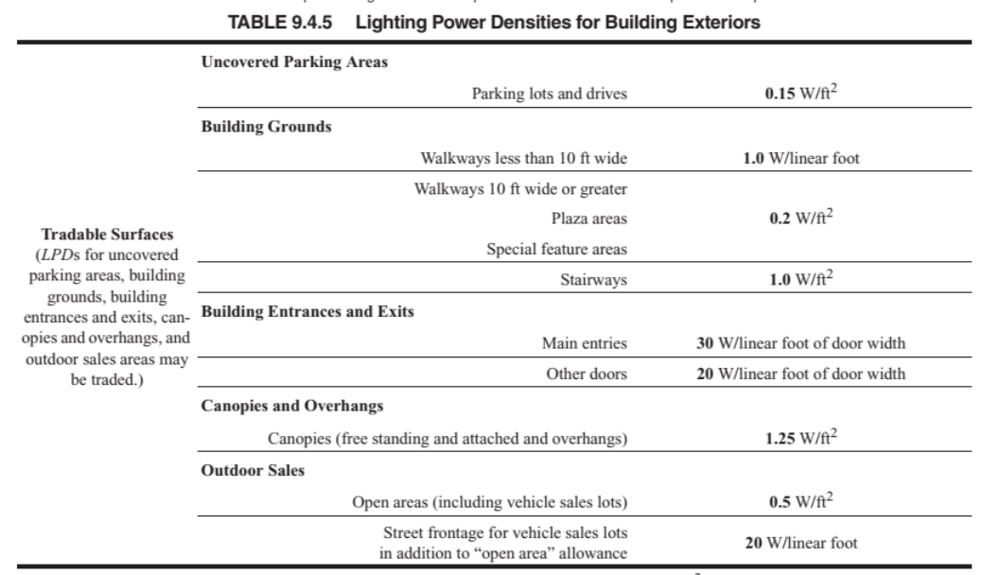 TABLE 9.4.5 Lighting Power Densities for Building Exteriors
Uncovered Parking Areas
Parking lots and drives 0.15 W/ft²
Building Grounds
Walkways less than 10 ft wide 1.0 W/linear foot
Walkways 10 ft wide or greater
Plaza areas 0.2 W/ft²
Special feature areas
Stairways 1.0 W/ft²
Tradable Surfaces
(LPDs for uncovered
parking areas, building
grounds, building
entrances and exits, can-
opies and overhangs, and
outdoor sales areas may
be traded.)
Building Entrances and Exits
Main entries 30 W/linear foot of door width
Other doors 20 W/linear foot of door width
Canopies and Overhangs
Canopies (free standing and attached and overhangs) 1.25 W/ft²
Outdoor Sales
Open areas (including vehicle sales lots) 0.5 W/ft²
Street frontage for vehicle sales lots
in addition to “open area” allowance 20 W/linear foot